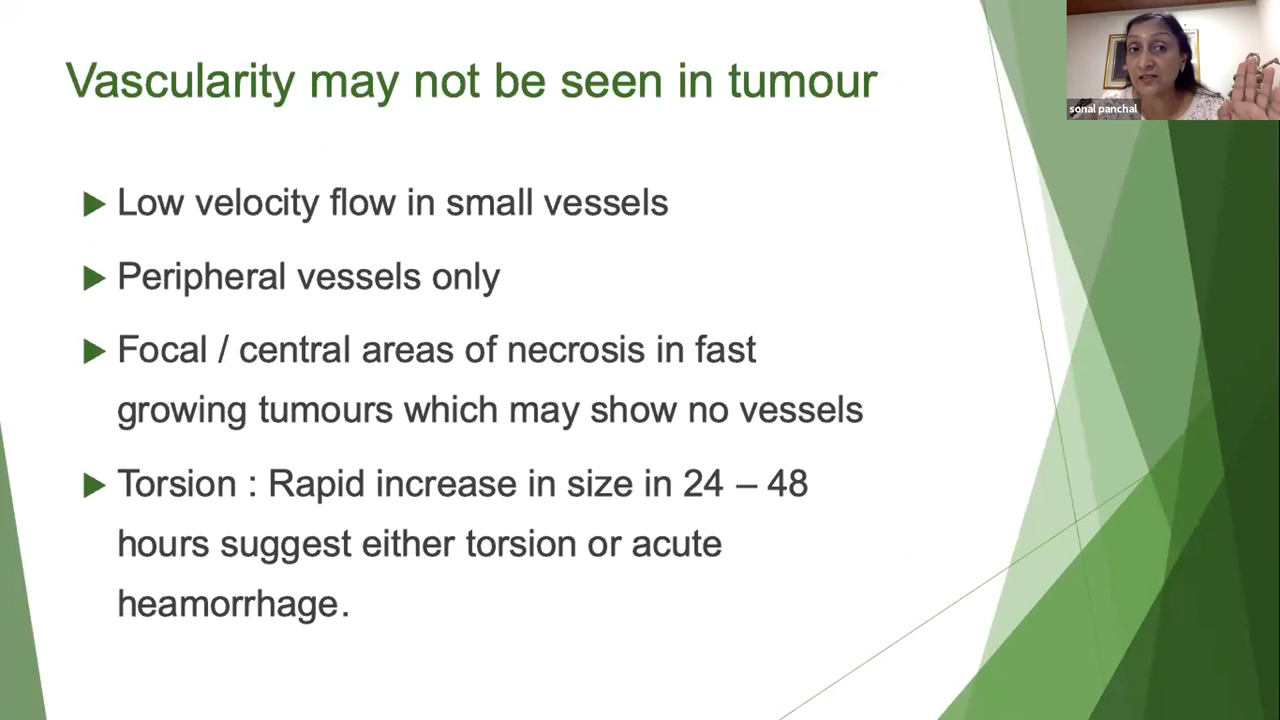 Vascularity may not be seen in tumour
sonal panchal
Low velocity flow in small vessels
Peripheral vessels only
Focal / central areas of necrosis in fast
growing tumours which may show no vessels
Torsion : Rapid increase in size in 24 – 48
hours suggest either torsion or acute
heamorrhage.